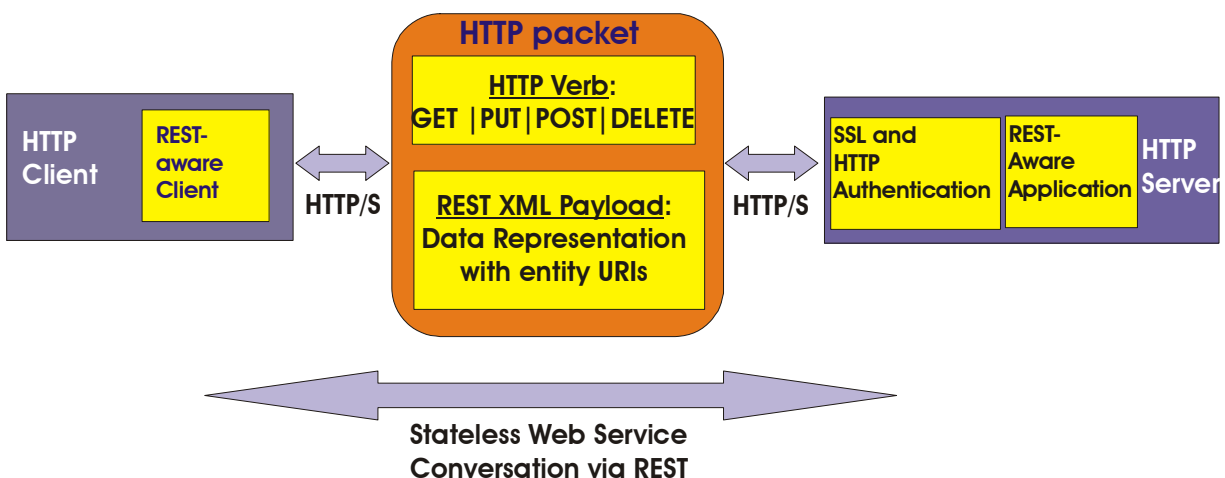 HTTP packet
HTTP Verb:
GET |PUT|POST|DELETE
REST XML Payload:
Data Representation
with entity URIs
HTTP
Client
REST-
aware
Client
HTTP/S
HTTP/S
SSL and
HTTP
Authentication
REST-
Aware
Application
HTTP
Server
Stateless Web Service
Conversation via REST